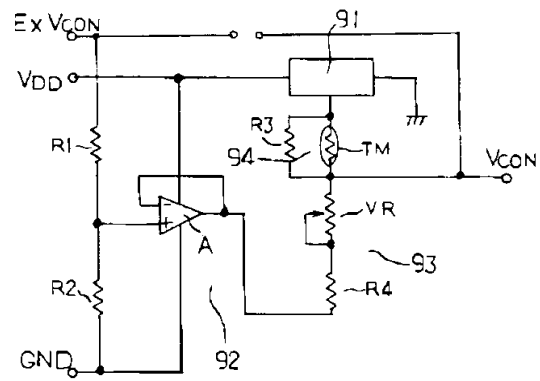 Ex VCON
91
VDD
R3
R1
94
TM
VCON
-
+
A
VR
93
R2
R4
92
GND